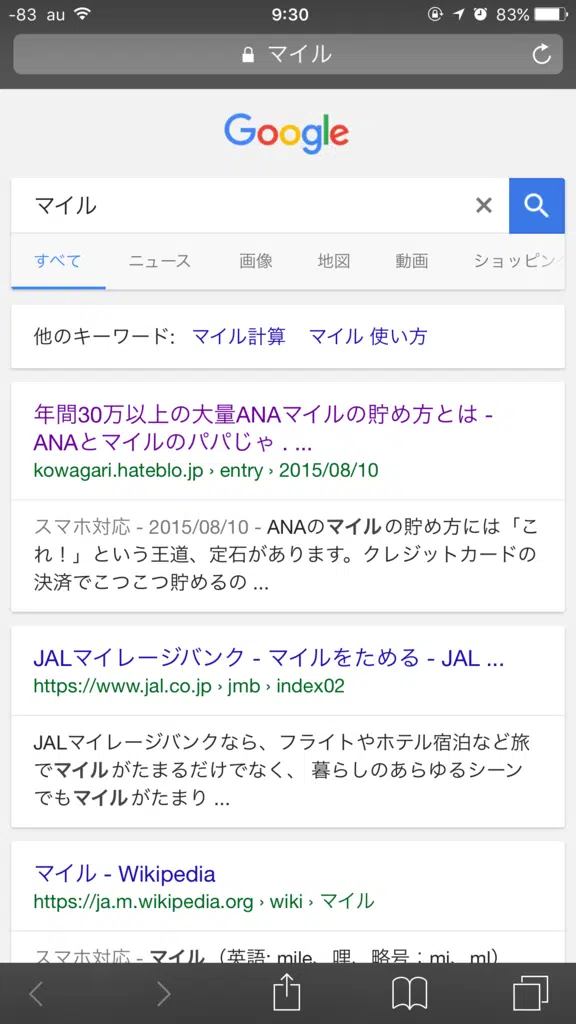 -83 au 9:30 83%
マイル
Google
マイル
すべて ニュース 画像 地図 動画 ショッピン
他のキーワード: マイル計算 マイル 使い方
年間30万以上の大量ANAマイルの貯め方とは -
ANAとマイルのパパじゃ . ...
kowagari.hateblo.jp › entry › 2015/08/10
スマホ対応 - 2015/08/10 - ANAのマイルの貯め方には「こ
れ！」という王道、定石があります。クレジットカードの
決済でこつこつ貯めるの ...
JALマイレージバンク - マイルをためる - JAL ...
https://www.jal.co.jp › jmb › index02
JALマイレージバンクなら、フライトやホテル宿泊など旅
でマイルがたまるだけでなく、 暮らしのあらゆるシーン
でもマイルがたまり ...
マイル - Wikipedia
https://ja.m.wikipedia.org › wiki › マイル
スマホ対応 - マイル（英語: mile、哩、略号：mi、ml）